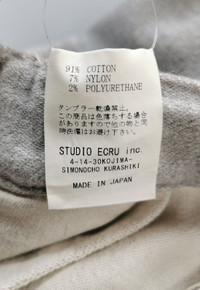 91% COTTON
7% NYLON
2% POLYURETHANE
タンブラー乾燥禁止。
この商品は色落ちする場合
がありますので他の物と同
時洗濯はお避け下さい。
STUDIO ECRU inc.
4-14-30KOJIMA-
SIMONOCHO KURASHIKI
MADE IN JAPAN